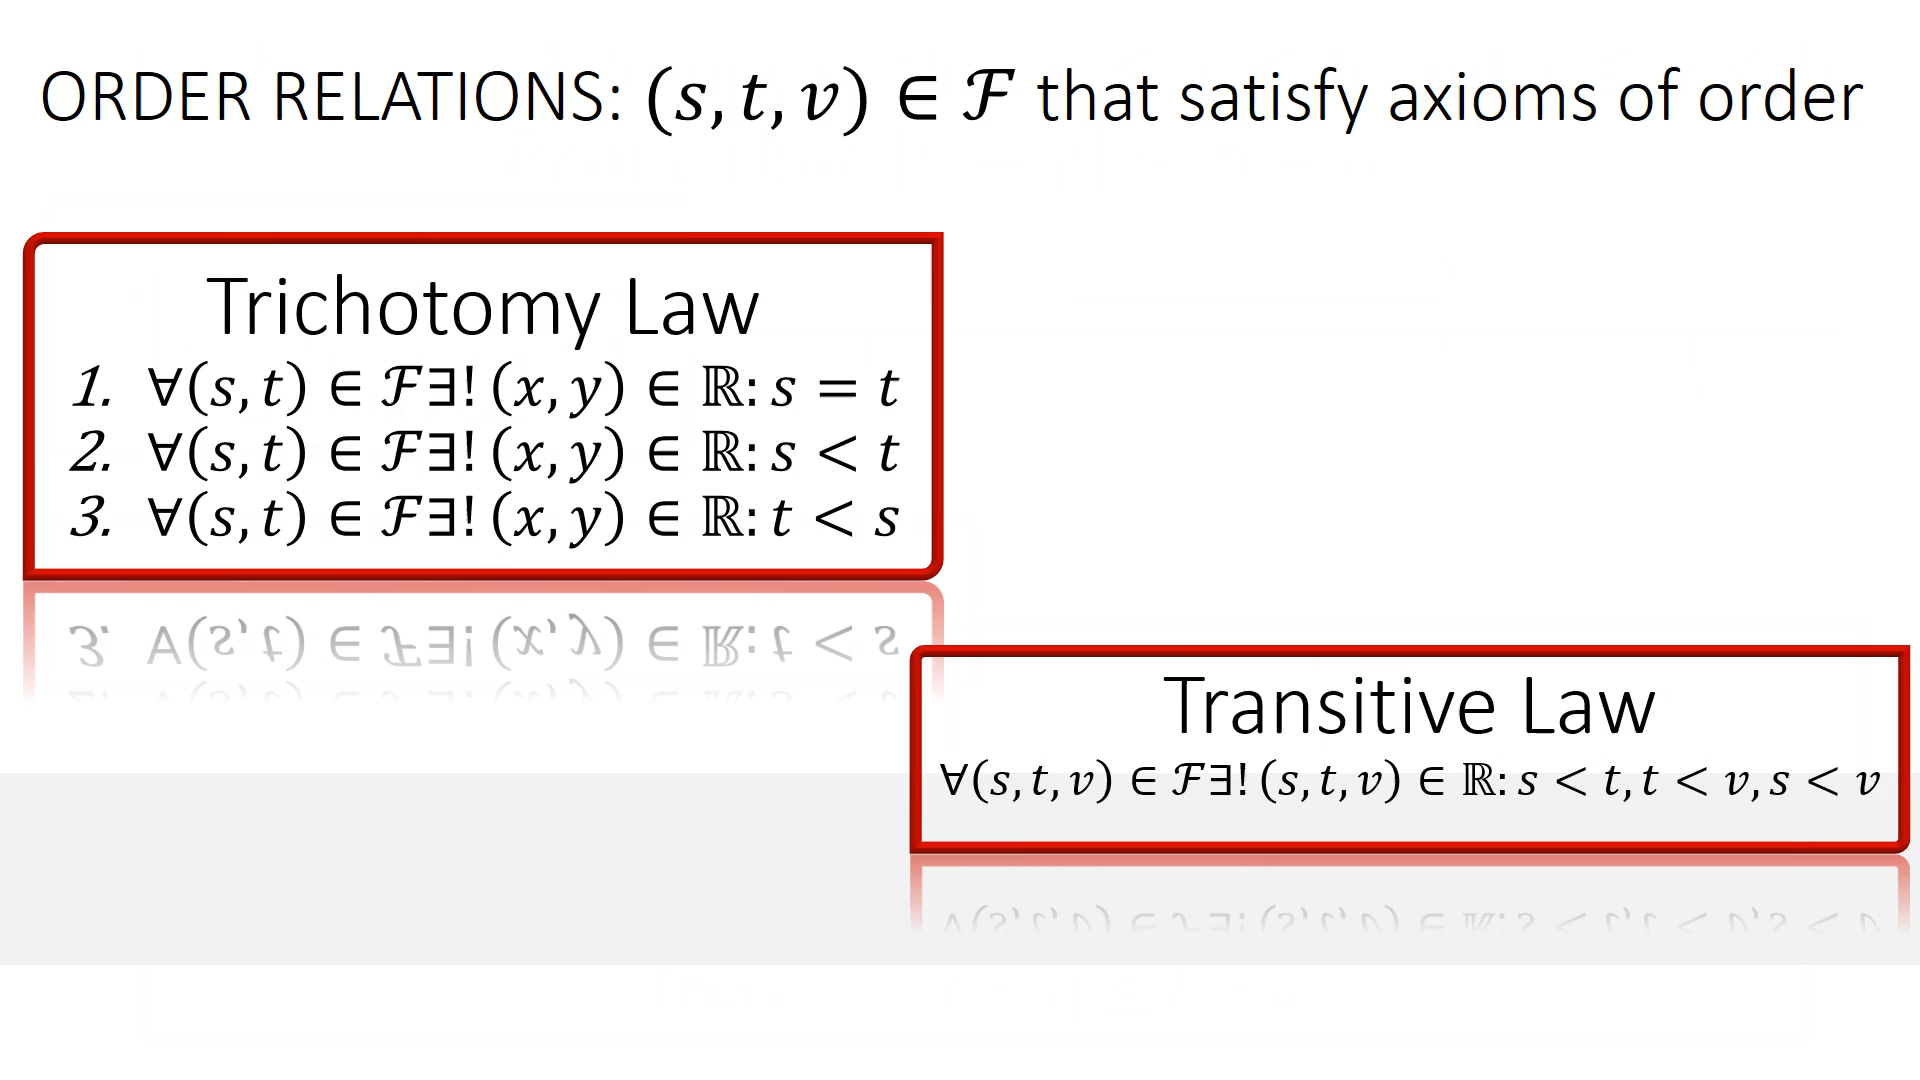 ORDER RELATIONS: (𝑠, 𝑡, 𝑣) ∈ ℱ that satisfy axioms of order
Trichotomy Law
1. ∀(𝑠, 𝑡) ∈ ℱ∃! (𝑥, 𝑦) ∈ ℝ: 𝑠 = 𝑡
2. ∀(𝑠, 𝑡) ∈ ℱ∃! (𝑥, 𝑦) ∈ ℝ: 𝑠 < 𝑡
3. ∀(𝑠, 𝑡) ∈ ℱ∃! (𝑥, 𝑦) ∈ ℝ: 𝑡 < 𝑠
Transitive Law
∀(𝑠, 𝑡, 𝑣) ∈ ℱ∃! (𝑠, 𝑡, 𝑣) ∈ ℝ: 𝑠 < 𝑡, 𝑡 < 𝑣, 𝑠 < 𝑣